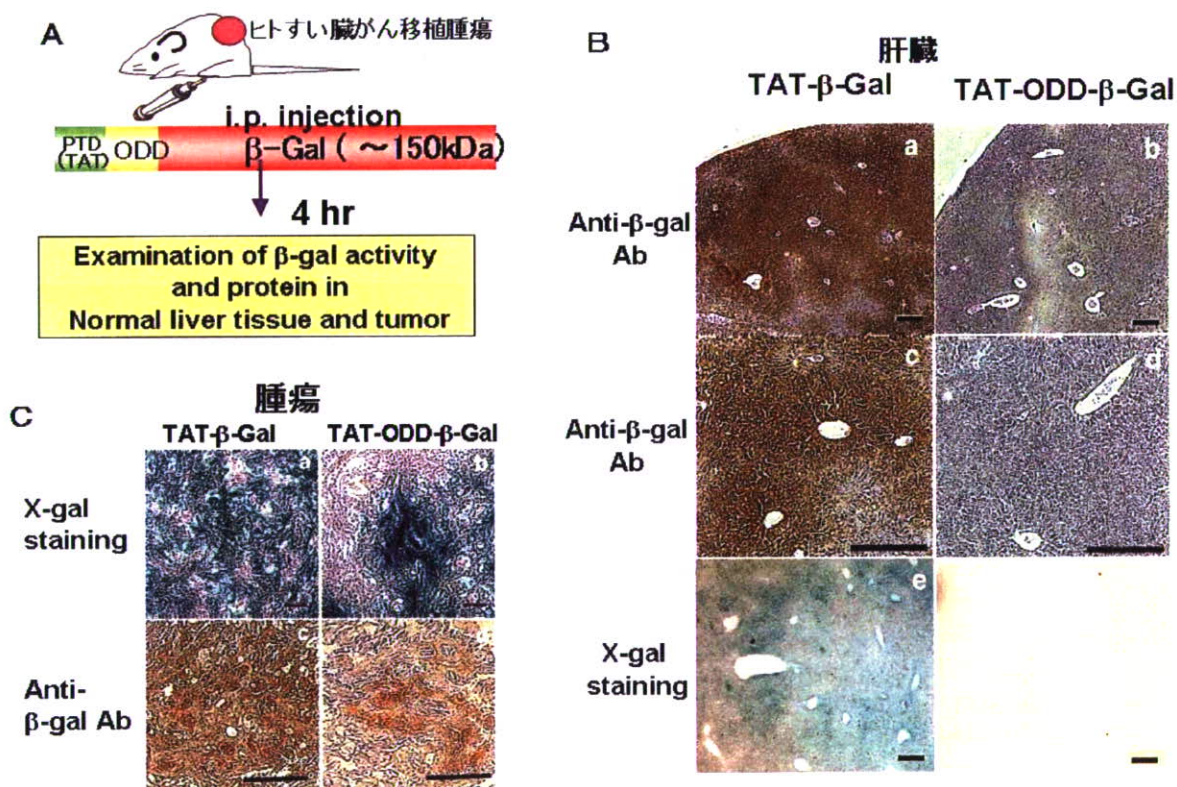 A
ヒトすい臓がん移植腫瘍
i.p. injection
PTD
(TAT)
ODD
β-Gal ( ～150kDa)
4 hr
Examination of β-gal activity
and protein in
Normal liver tissue and tumor
B
肝臓
TAT-β-Gal
TAT-ODD-β-Gal
Anti-β-gal
Ab
a
b
Anti-β-gal
Ab
c
d
X-gal
staining
e
C
腫瘍
TAT-β-Gal
TAT-ODD-β-Gal
X-gal
staining
a
b
Anti-
β-gal Ab
c
d